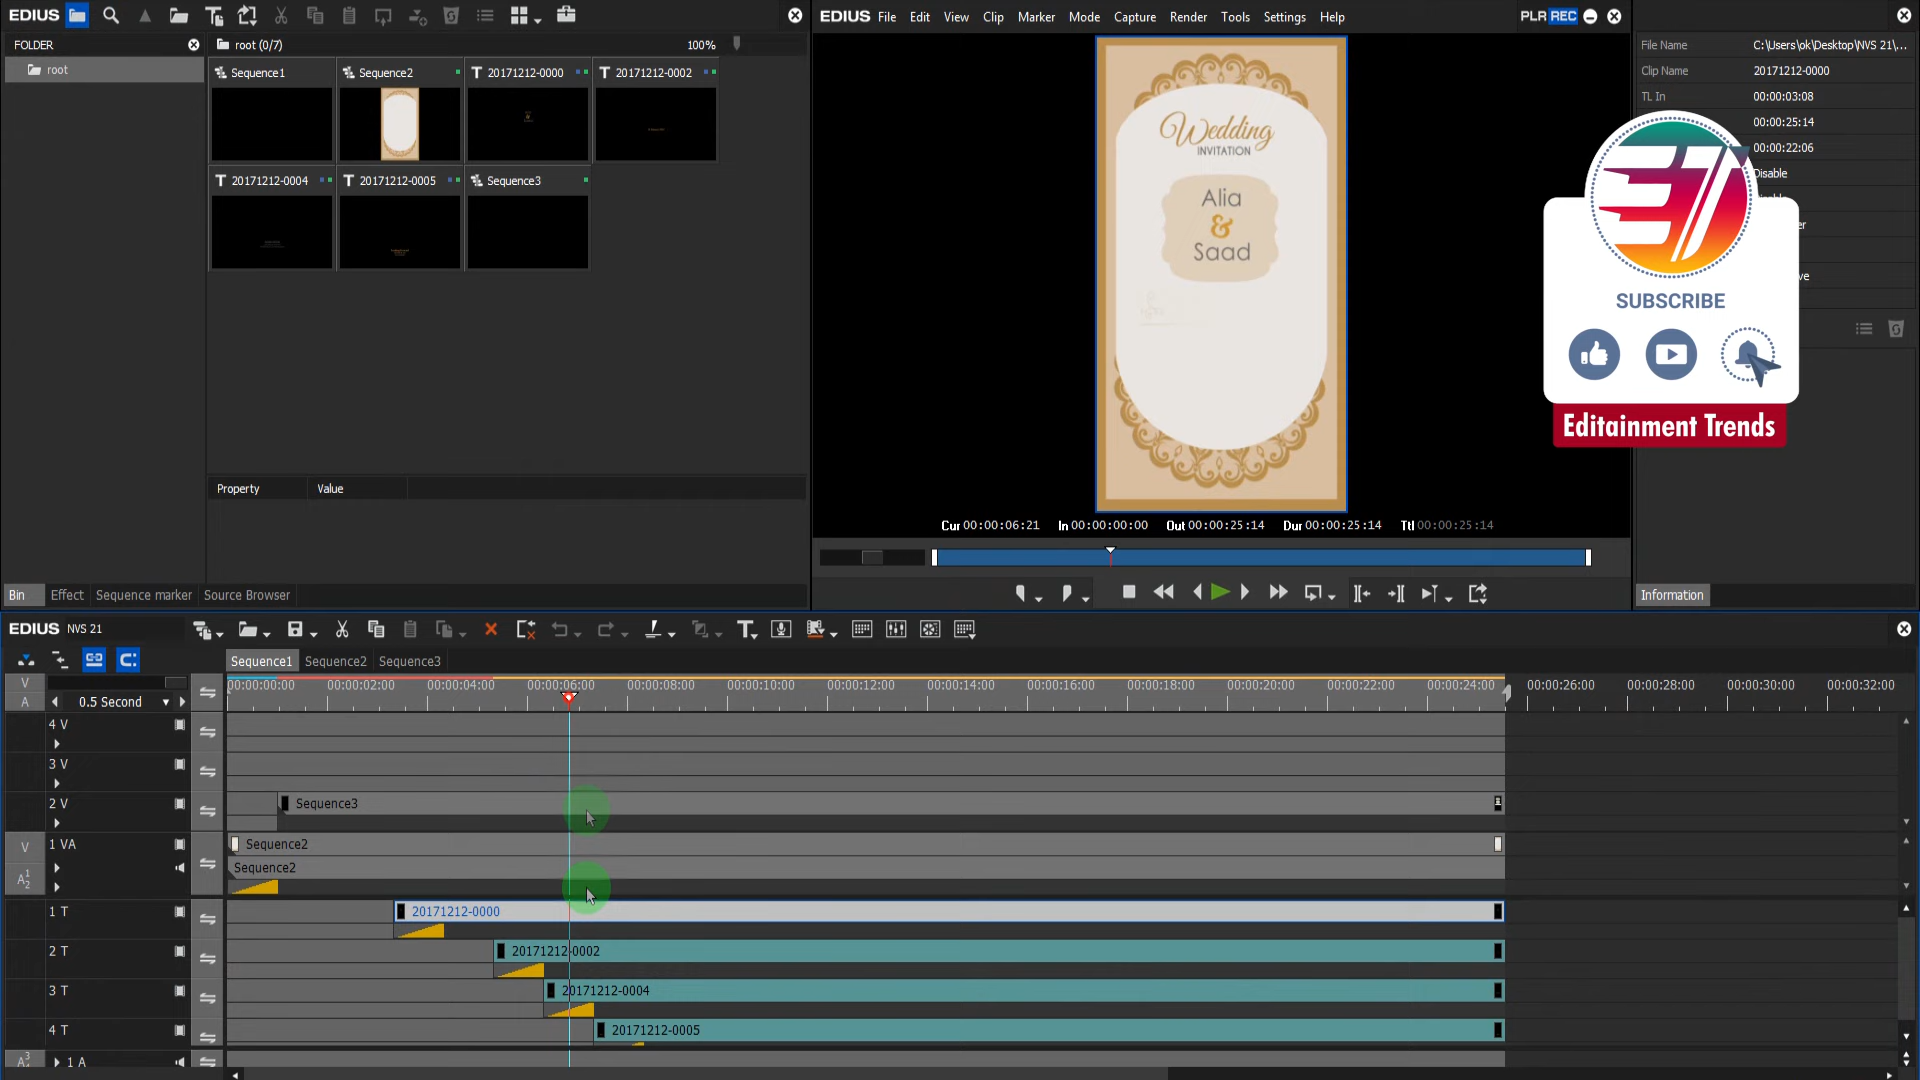 EDIUS
FOLDER
root
root (0/7)
100%
Sequence1
Sequence2
20171212-0000
20171212-0002
20171212-0004
20171212-0005
Sequence3
Property
Value
Bin
Effect
Sequence marker
Source Browser
EDIUS File Edit View Clip Marker Mode Capture Render Tools Settings Help
PLR REC
Wedding
INVITATION
Alia
&
Saad
Cur 00:00:06:21 In 00:00:00:00 Out 00:00:25:14 Dur 00:00:25:14 Ttl 00:00:25:14
File Name C:\Users\ok\Desktop\NVS 21\...
Clip Name 20171212-0000
TL In 00:00:03:08
00:00:25:14
00:00:22:06
Disable
er
ve
ET
SUBSCRIBE
Editainment Trends
Information
EDIUS NVS 21
Sequence1 Sequence2 Sequence3
V
A
0.5 Second
00:00:00:00 00:00:02:00 00:00:04:00 00:00:06:00 00:00:08:00 00:00:10:00 00:00:12:00 00:00:14:00 00:00:16:00 00:00:18:00 00:00:20:00 00:00:22:00 00:00:24:00 00:00:26:00 00:00:28:00 00:00:30:00 00:00:32:00
4 V
3 V
2 V
Sequence3
V
1 VA
Sequence2
A 1 2
Sequence2
1 T
20171212-0000
2 T
20171212-0002
3 T
20171212-0004
4 T
20171212-0005
A 3
1 A